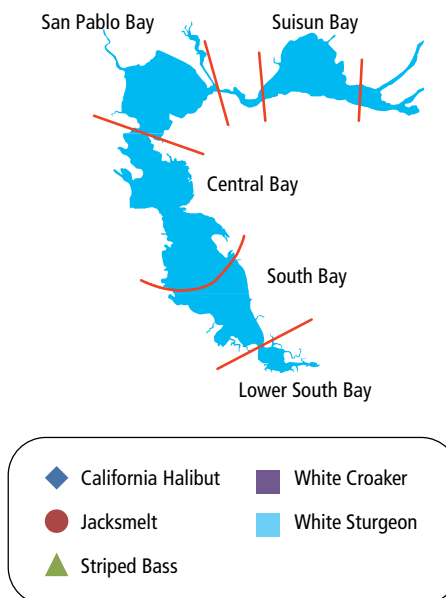 San Pablo Bay
Suisun Bay
Central Bay
South Bay
Lower South Bay
California Halibut
White Croaker
Jacksmelt
White Sturgeon
Striped Bass